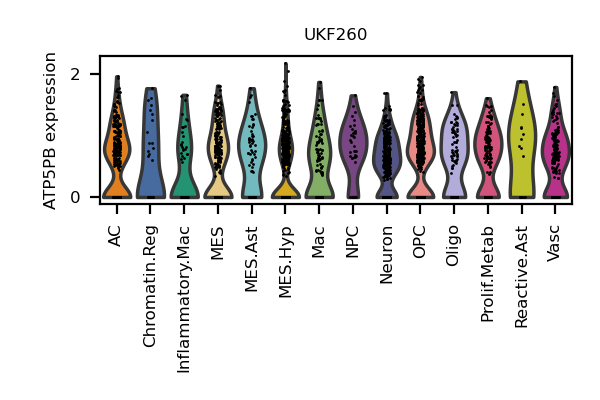 UKF260
ATP5PB expression
2
0
AC
Chromatin.Reg
Inflammatory.Mac
MES
MES.Ast
MES.Hyp
Mac
NPC
Neuron
OPC
Oligo
Prolif.Metab
Reactive.Ast
Vasc